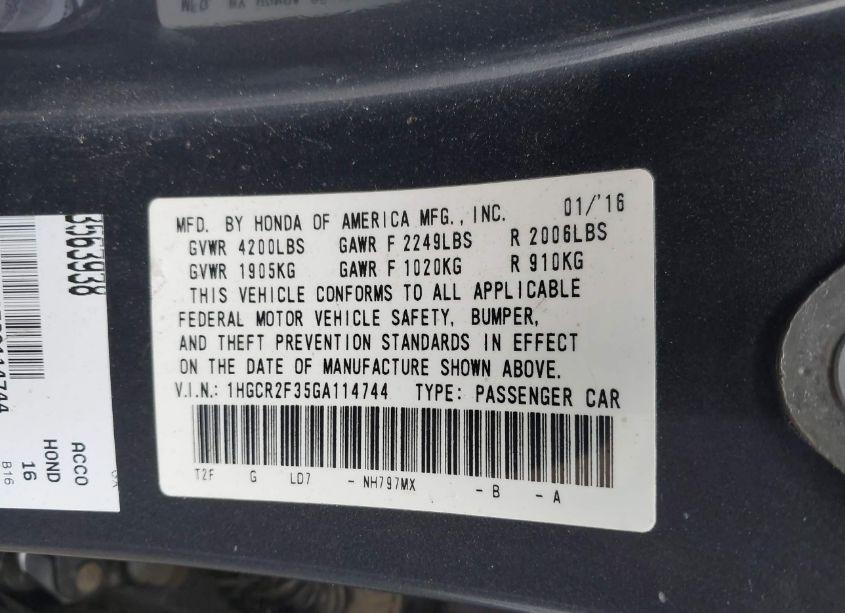 MFD. BY HONDA OF AMERICA MFG., INC. 01/'16
GVWR 4200LBS GAWR F 2249LBS R 2006LBS
GVWR 1905KG GAWR F 1020KG R 910KG
THIS VEHICLE CONFORMS TO ALL APPLICABLE
FEDERAL MOTOR VEHICLE SAFETY, BUMPER,
AND THEFT PREVENTION STANDARDS IN EFFECT
ON THE DATE OF MANUFACTURE SHOWN ABOVE.
V.I.N.: 1HGCR2F35GA114744 TYPE: PASSENGER CAR
T2F G LD7 - NH797MX - B - A
3563938
ACCO
HOND
16
B16